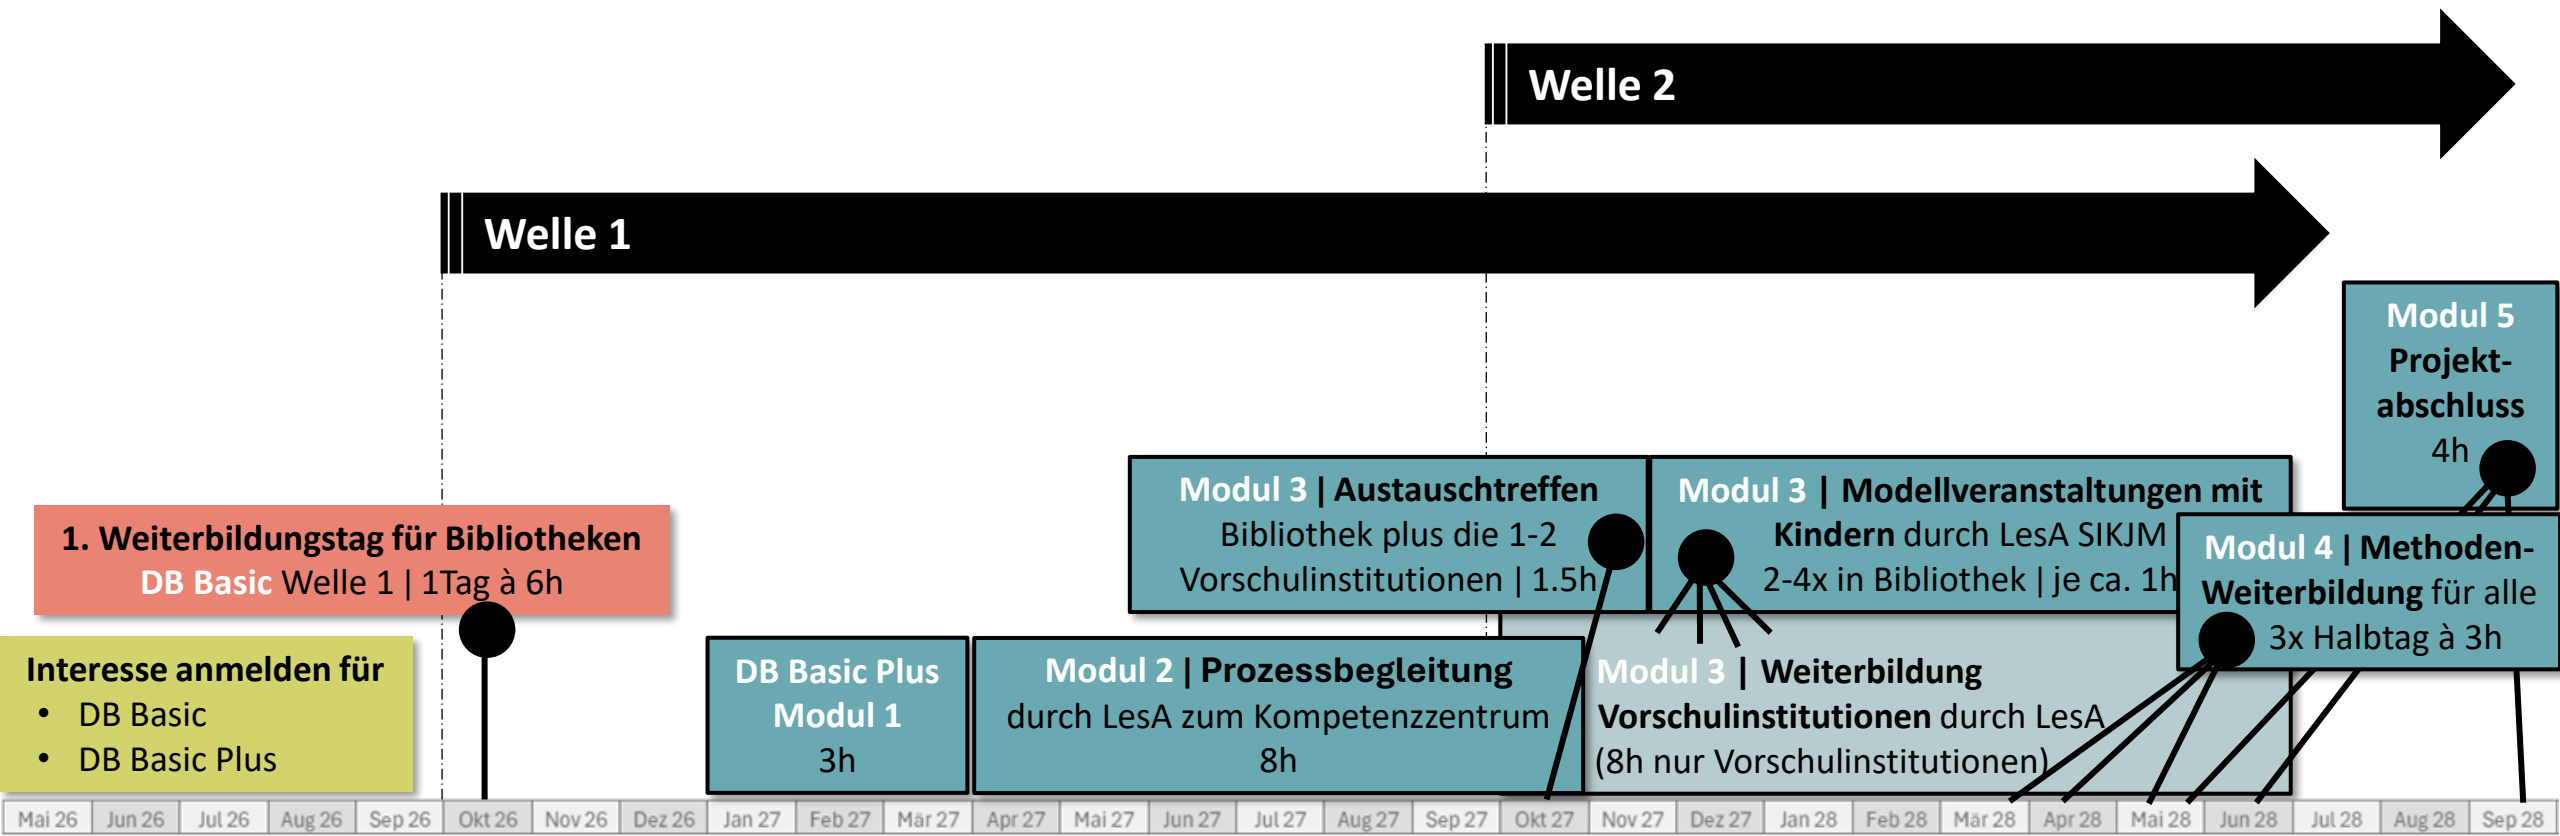 Welle 2
Welle 1
Modul 5
Projekt-
abschluss
4h
Modul 3 | Austauschtreffen
Bibliothek plus die 1-2
Vorschulinstitutionen | 1.5h
Modul 3 | Modellveranstaltungen mit
Kindern durch LesA SIKJM
2-4x in Bibliothek | je ca. 1h
1. Weiterbildungstag für Bibliotheken
DB Basic Welle 1 | 1Tag à 6h
Modul 4 | Methoden-
Weiterbildung für alle
3x Halbtag à 3h
Interesse anmelden für
• DB Basic
• DB Basic Plus
DB Basic Plus
Modul 1
3h
Modul 2 | Prozessbegleitung
durch LesA zum Kompetenzzentrum
8h
Modul 3 | Weiterbildung
Vorschulinstitutionen durch LesA
(8h nur Vorschulinstitutionen)
Mai 26 Jun 26 Jul 26 Aug 26 Sep 26 Okt 26 Nov 26 Dez 26 Jan 27 Feb 27 Mär 27 Apr 27 Mai 27 Jun 27 Jul 27 Aug 27 Sep 27 Okt 27 Nov 27 Dez 27 Jan 28 Feb 28 Mär 28 Apr 28 Mai 28 Jun 28 Jul 28 Aug 28 Sep 28